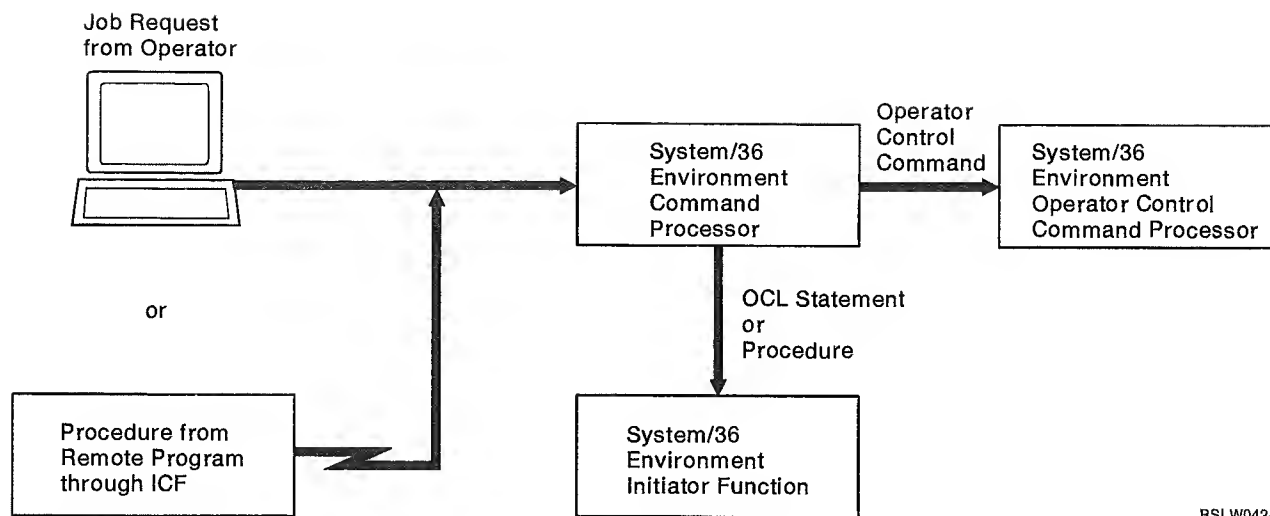 Job Request
from Operator
or
Procedure from
Remote Program
through ICF
System/36
Environment
Command
Processor
Operator
Control
Command
System/36
Environment
Operator Control
Command Processor
OCL Statement
or
Procedure
System/36
Environment
Initiator Function